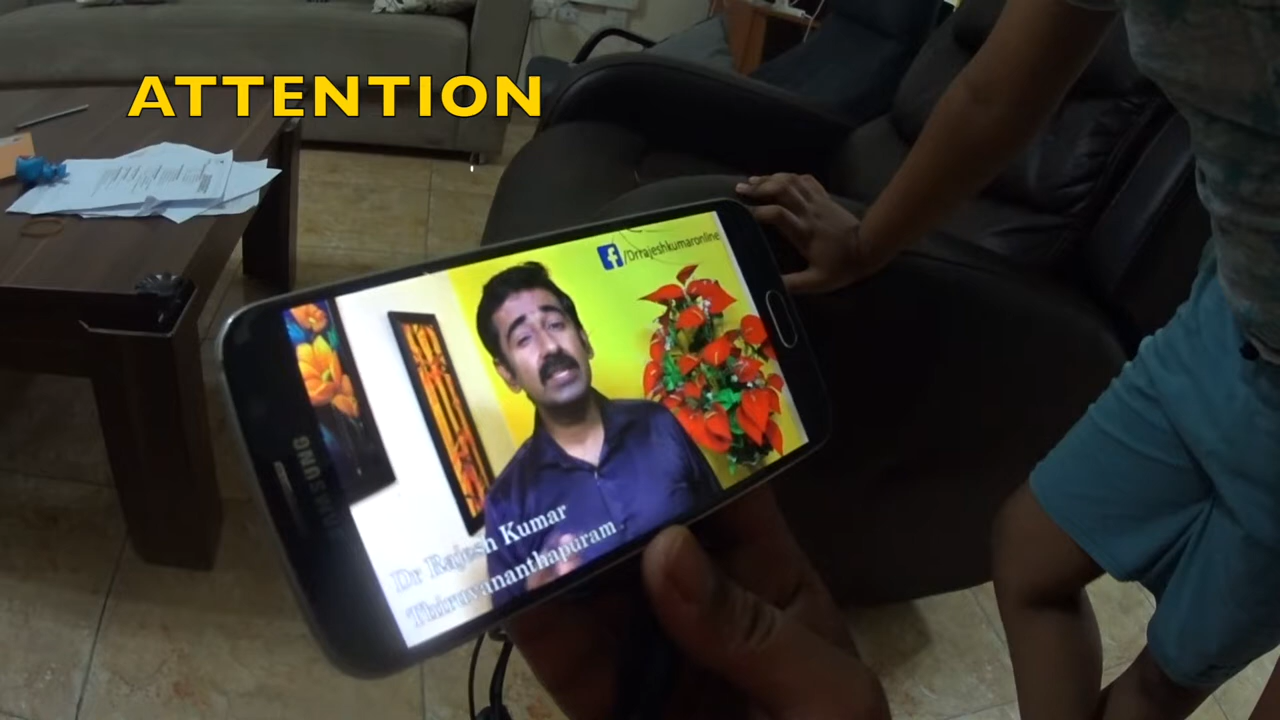 ATTENTION
/Drrajeshkumaronline
SAMSUNG
Dr Rajesh Kumar
Thiruvananthapuram